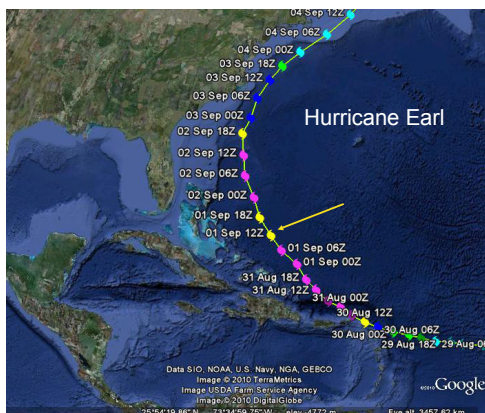 04 Sep 12Z
04 Sep 06Z
04 Sep 00Z
03 Sep 18Z
03 Sep 12Z
03 Sep 06Z
03 Sep 00Z
Hurricane Earl
02 Sep 18Z
02 Sep 12Z
02 Sep 06Z
02 Sep 00Z
01 Sep 18Z
01 Sep 12Z
01 Sep 06Z
01 Sep 00Z
31 Aug 18Z
31 Aug 12Z
31 Aug 00Z
30 Aug 12Z
30 Aug 06Z
30 Aug 00Z
29 Aug 18Z
Data SIO, NOAA, U.S. Navy, NGA, GEBCO
Image © 2010 TerraMetrics
Image USDA Farm Service Agency
Image © 2010 DigitalGlobe
©2010 Google